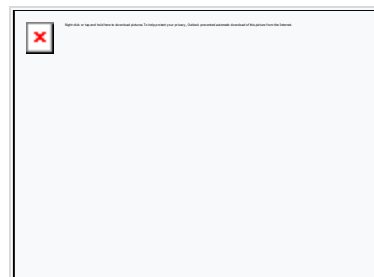 Right-click or tap and hold here to download pictures. To help protect your privacy, Outlook prevented automatic download of this picture from the Internet.